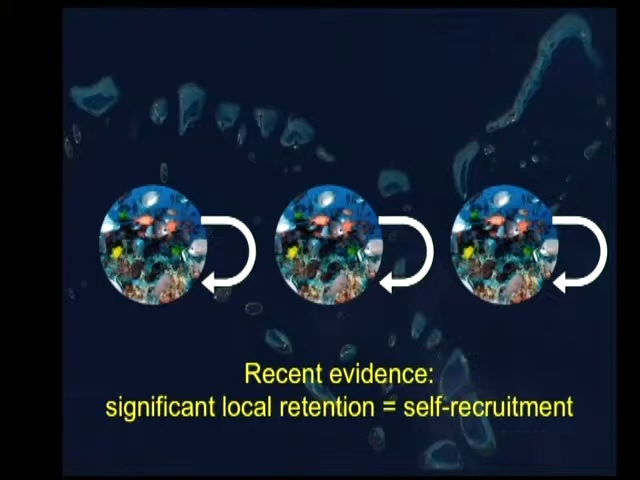 Recent evidence:
significant local retention = self-recruitment